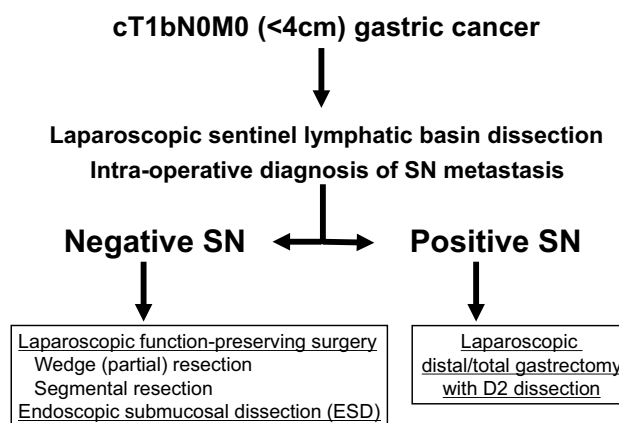 cT1bN0M0 (<4cm) gastric cancer
Laparoscopic sentinel lymphatic basin dissection
Intra-operative diagnosis of SN metastasis
Negative SN
Positive SN
Laparoscopic function-preserving surgery
Wedge (partial) resection
Segmental resection
Endoscopic submucosal dissection (ESD)
Laparoscopic
distal/total gastrectomy
with D2 dissection